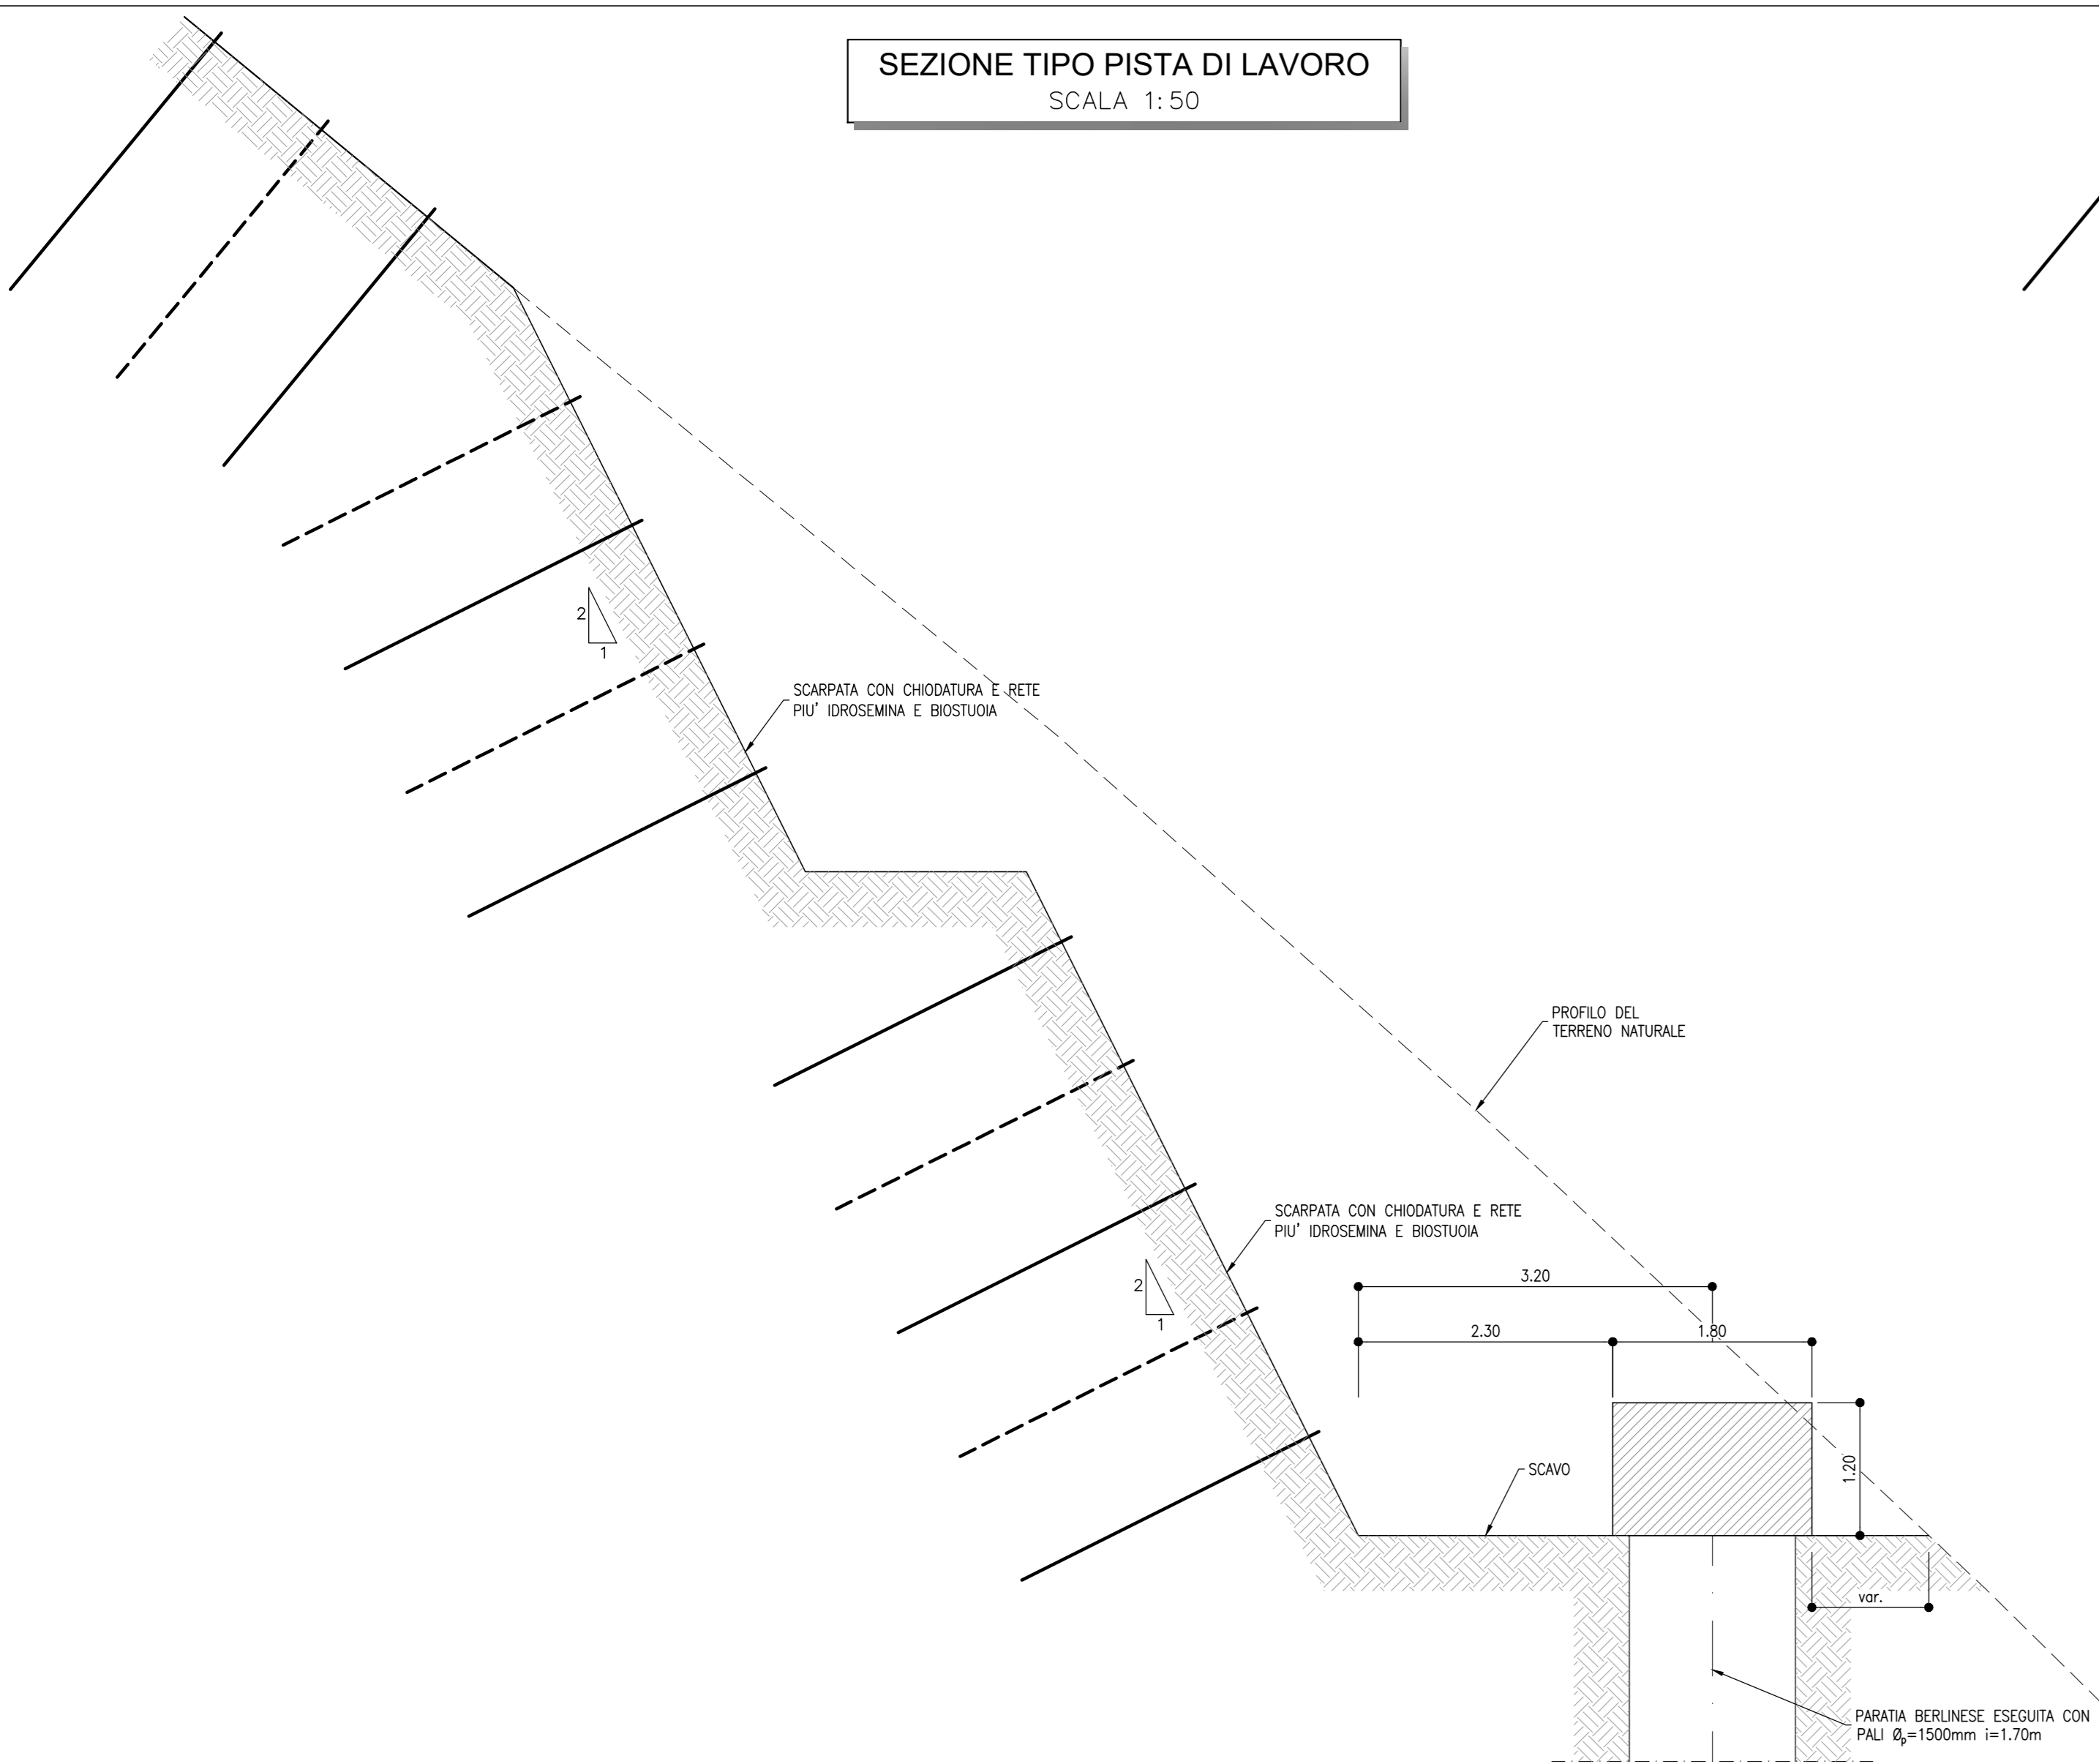 SEZIONE TIPO PISTA DI LAVORO
SCALA 1:50
2
1
SCARPATA CON CHIODATURA E RETE
PIU' IDROSEMINA E BIOSTUOIA
PROFILO DEL
TERRENO NATURALE
SCARPATA CON CHIODATURA E RETE
PIU' IDROSEMINA E BIOSTUOIA
2
1
3.20
2.30
1.80
1.20
SCAVO
var.
PARATIA BERLINESE ESEGUITA CON
PALI Øp=1500mm i=1.70m